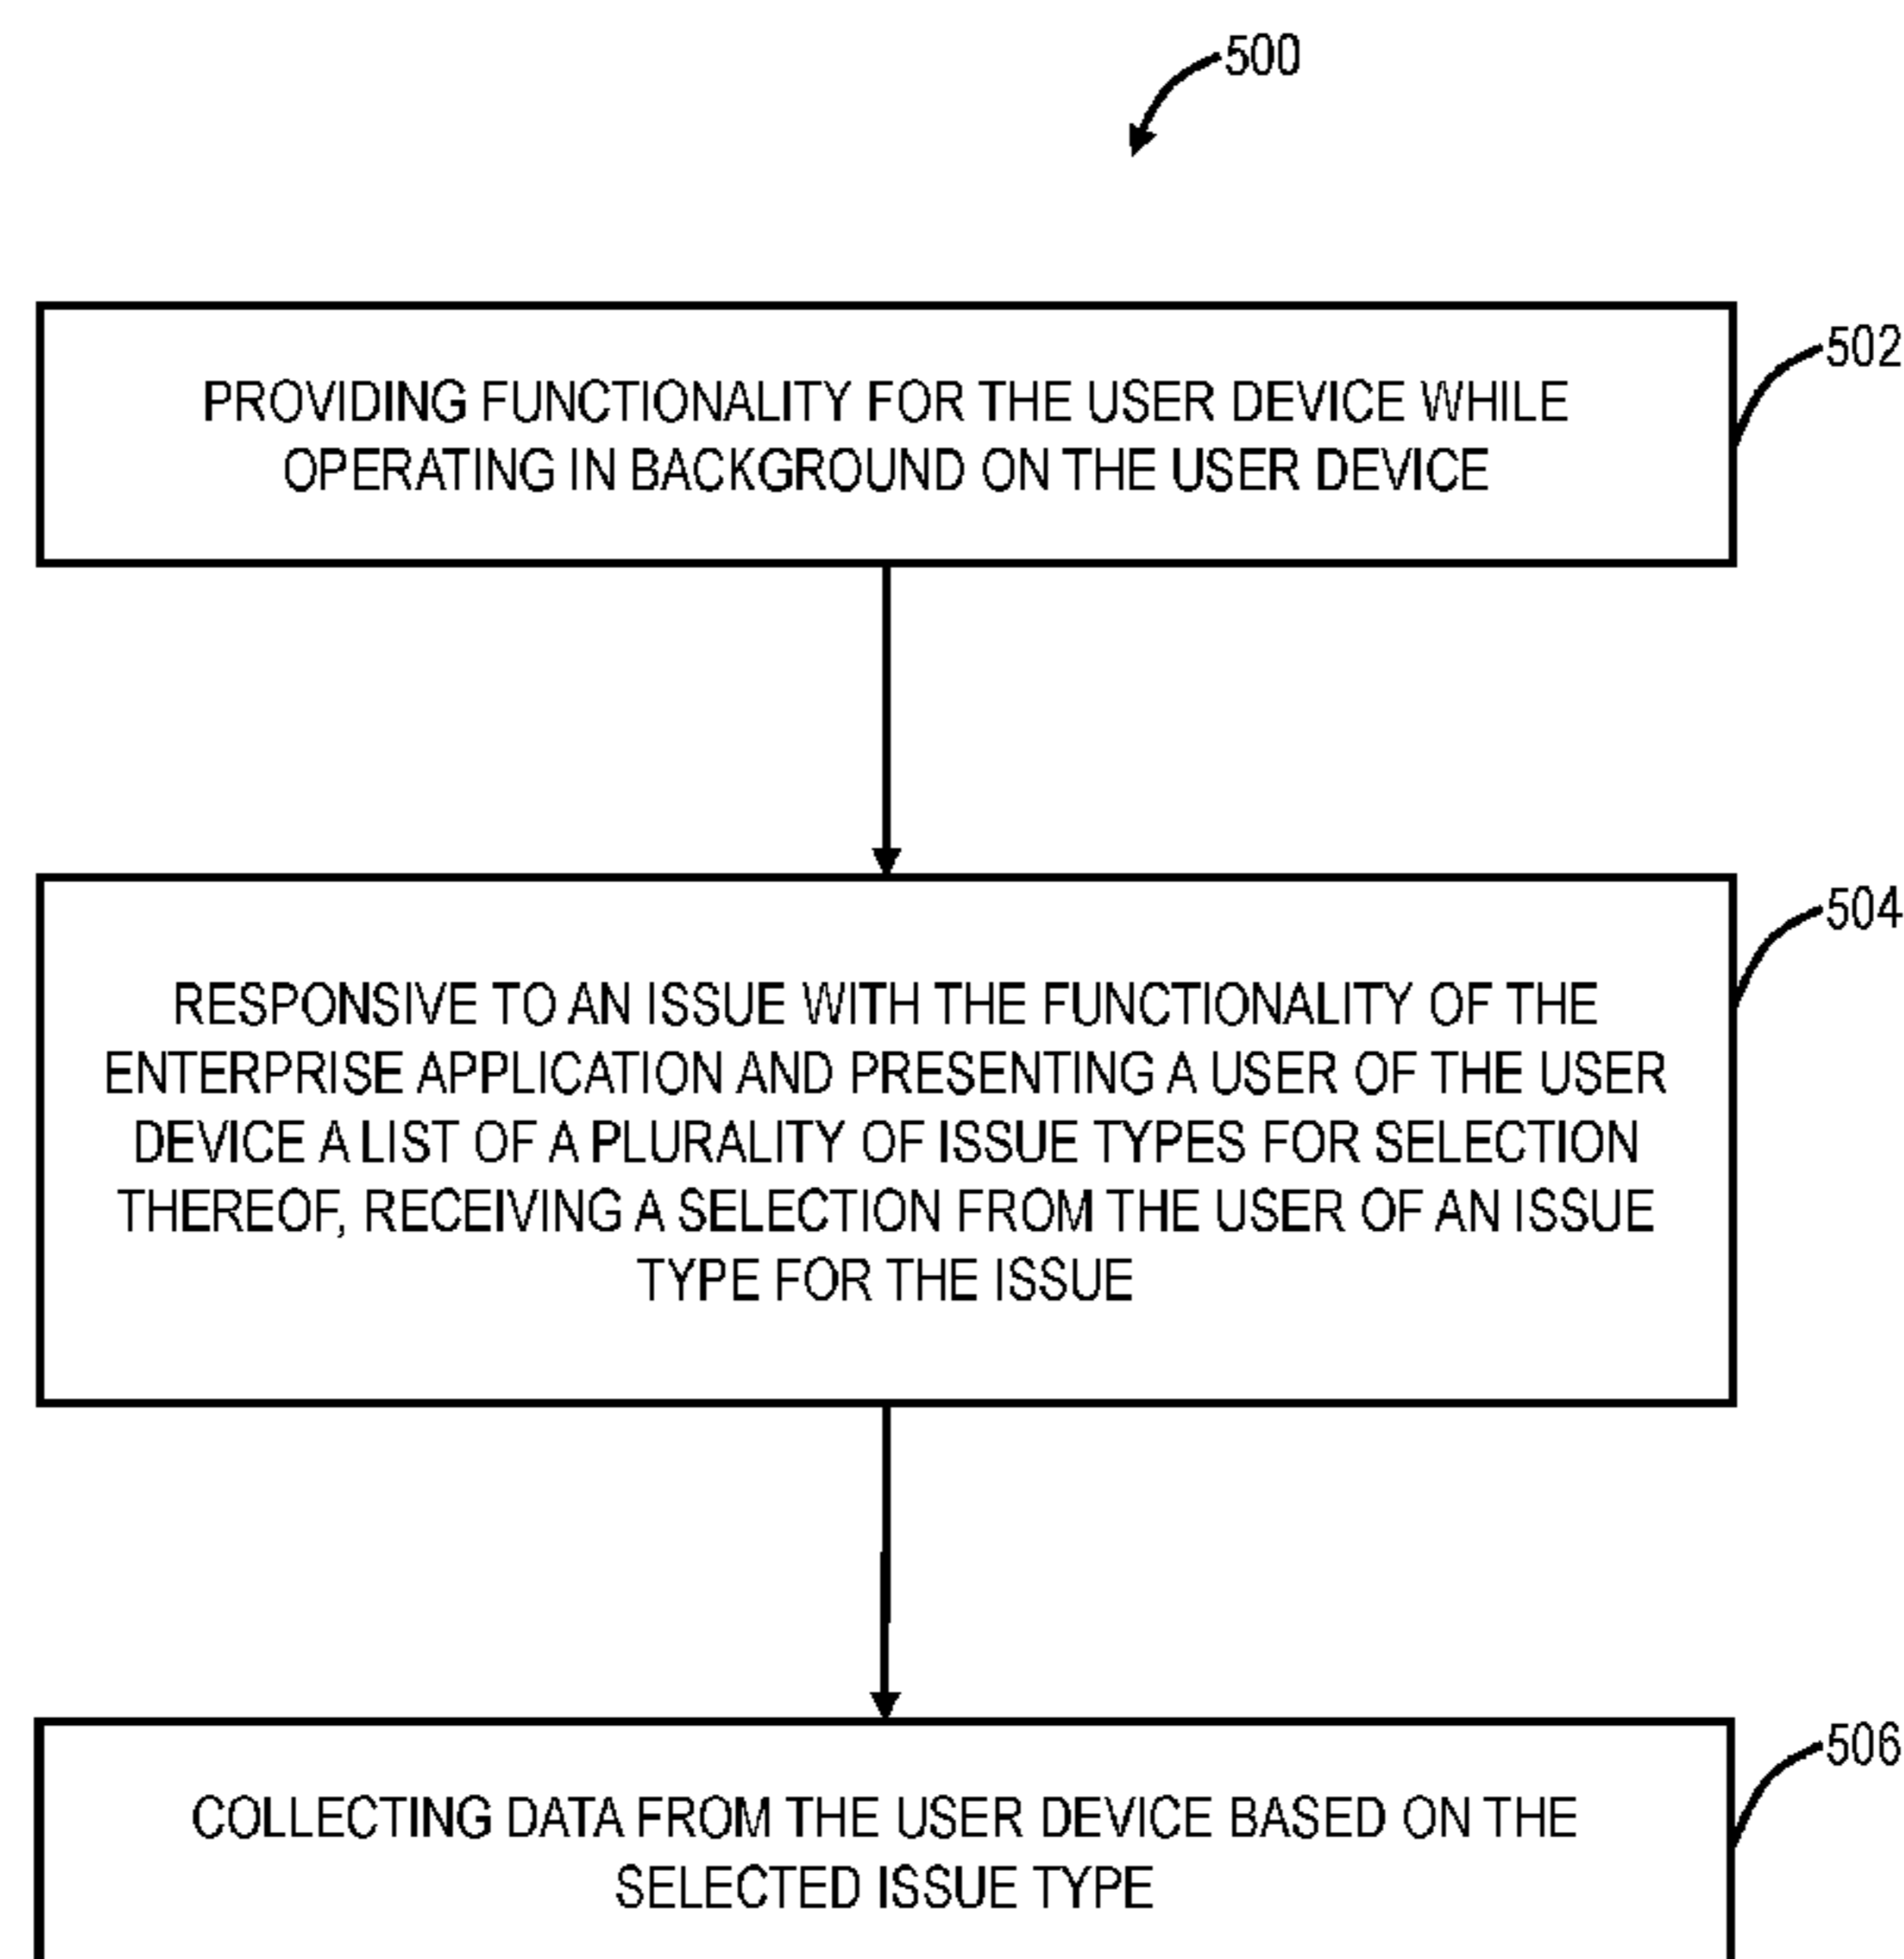 500
502
PROVIDING FUNCTIONALITY FOR THE USER DEVICE WHILE
OPERATING IN BACKGROUND ON THE USER DEVICE
504
RESPONSIVE TO AN ISSUE WITH THE FUNCTIONALITY OF THE
ENTERPRISE APPLICATION AND PRESENTING A USER OF THE USER
DEVICE A LIST OF A PLURALITY OF ISSUE TYPES FOR SELECTION
THEREOF, RECEIVING A SELECTION FROM THE USER OF AN ISSUE
TYPE FOR THE ISSUE
506
COLLECTING DATA FROM THE USER DEVICE BASED ON THE
SELECTED ISSUE TYPE